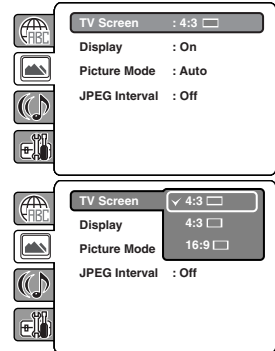 ABC
TV Screen : 4:3
Display : On
Picture Mode : Auto
JPEG Interval : Off
ABC
TV Screen ✓ 4:3
Display 4:3
Picture Mode 16:9
JPEG Interval : Off